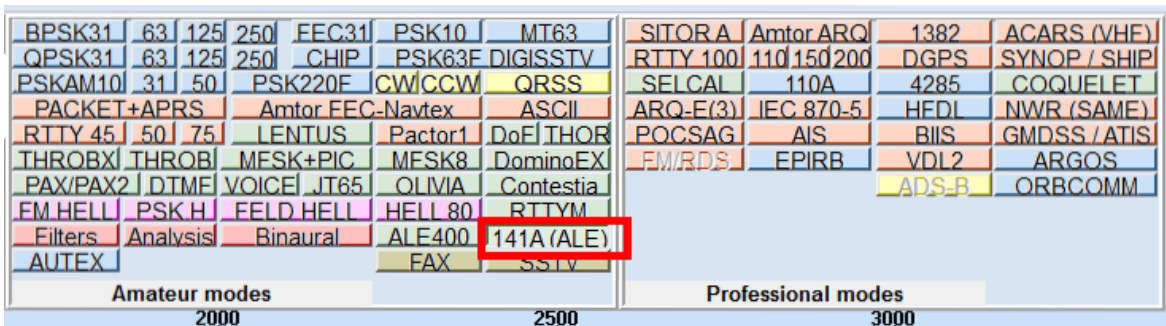 BPSK31 63 125 250 FEC31 PSK10 MT63 SITOR A Amtor ARQ 1382 ACARS (VHF)
QPSK31 63 125 250 CHIP PSK63F DIGISSTV RTTY 100 110 150 200 DGPS SYNOP / SHIP
PSKAM10 31 50 PSK220F CW CCW QRSS SELCAL 110A 4285 COQUELET
PACKET+APRS Amtor FEC-Navtex ASCII ARQ-E(3) IEC 870-5 HFDL NWR (SAME)
RTTY 45 50 75 LENTUS Pactor1 DoF THOR POCSAG AIS BIIS GMDSS / ATIS
THROBX THROB MFSK+PIC MFSK8 DominoEX FM/RDS EPIRB VDL2 ARGOS
PAX/PAX2 DTMF VOICE JT65 OLIVIA Contestia ADS-B ORBCOMM
FM HELL PSK H FELD HELL HELL 80 RTTYM
Filters Analysis Binaural ALE400 141A (ALE)
AUTEX FAX SSTV
Amateur modes Professional modes
2000 2500 3000